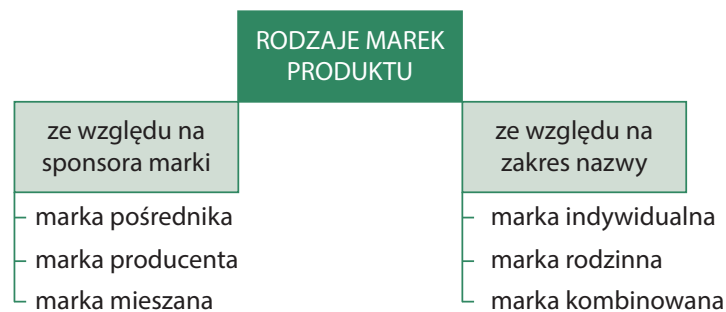 RODZAJE MAREK
PRODUKTU
ze względu na
sponsora marki
marka pośrednika
marka producenta
marka mieszana
ze względu na
zakres nazwy
marka indywidualna
marka rodzinna
marka kombinowana